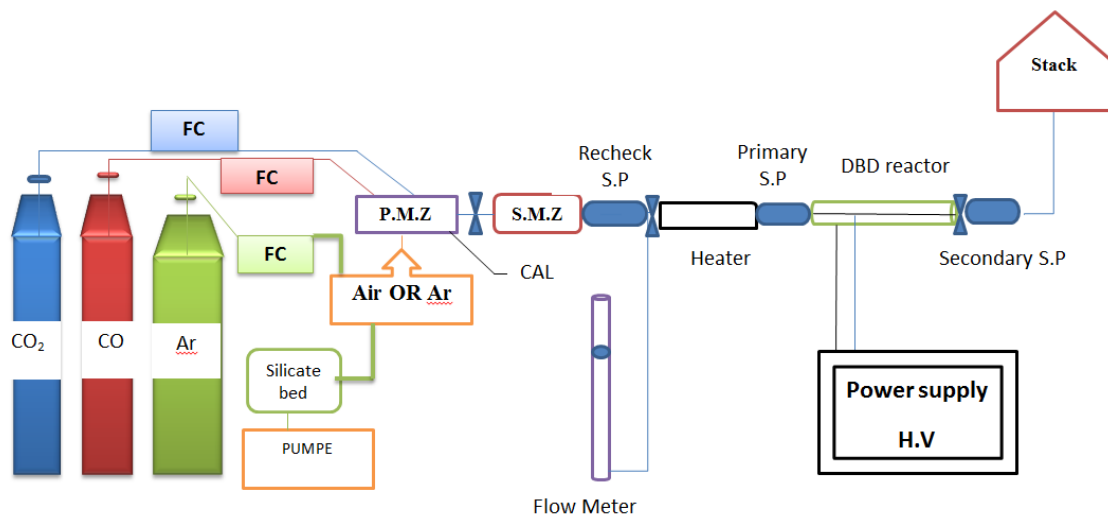 Stack
FC
FC
FC
Recheck
S.P
Primary
S.P
DBD reactor
P.M.Z
S.M.Z
CAL
Heater
Secondary S.P
Air OR Ar
CO₂
CO
Ar
Silicate
bed
PUMPE
Power supply
H.V
Flow Meter